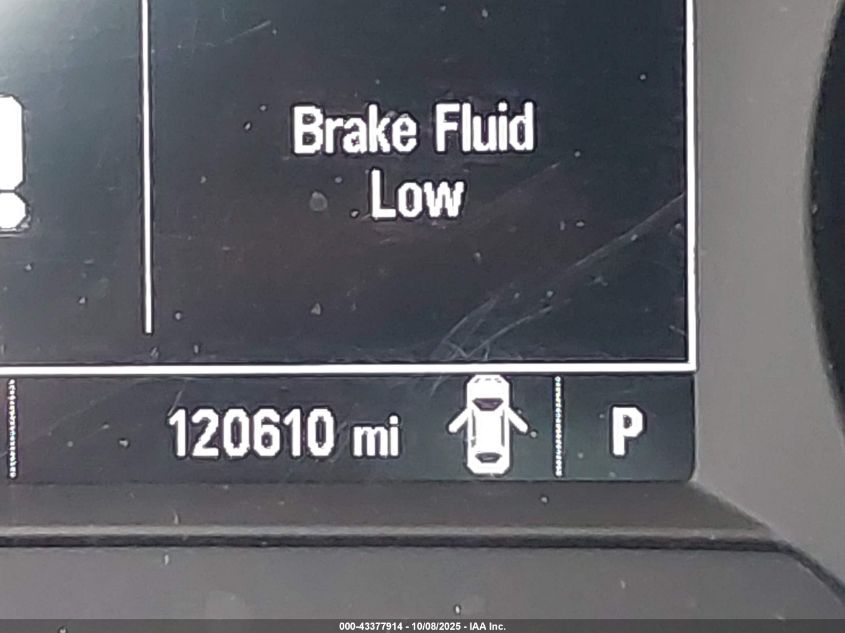 Brake Fluid
Low
120610 mi
P
000-43377914 - 10/08/2025 - IAA Inc.